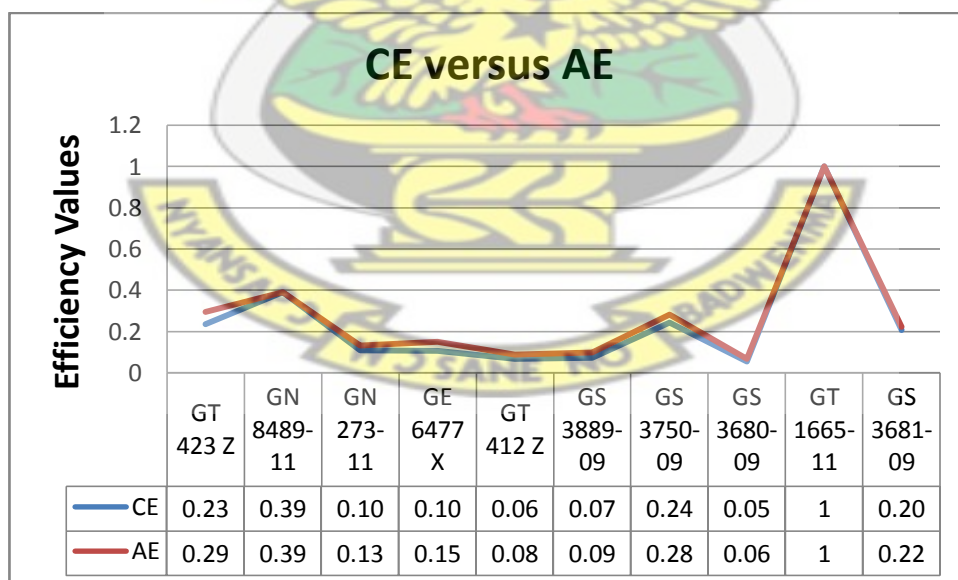 CE versus AE
Efficiency Values
1.2
1
0.8
0.6
0.4
0.2
0
GT 423 Z
GN 8489-11
GN 273-11
GE 6477 X
GT 412 Z
GS 3889-09
GS 3750-09
GS 3680-09
GT 1665-11
GS 3681-09
CE 0.23 0.39 0.10 0.10 0.06 0.07 0.24 0.05 1 0.20
AE 0.29 0.39 0.13 0.15 0.08 0.09 0.28 0.06 1 0.22
SANE NO BADWENMA